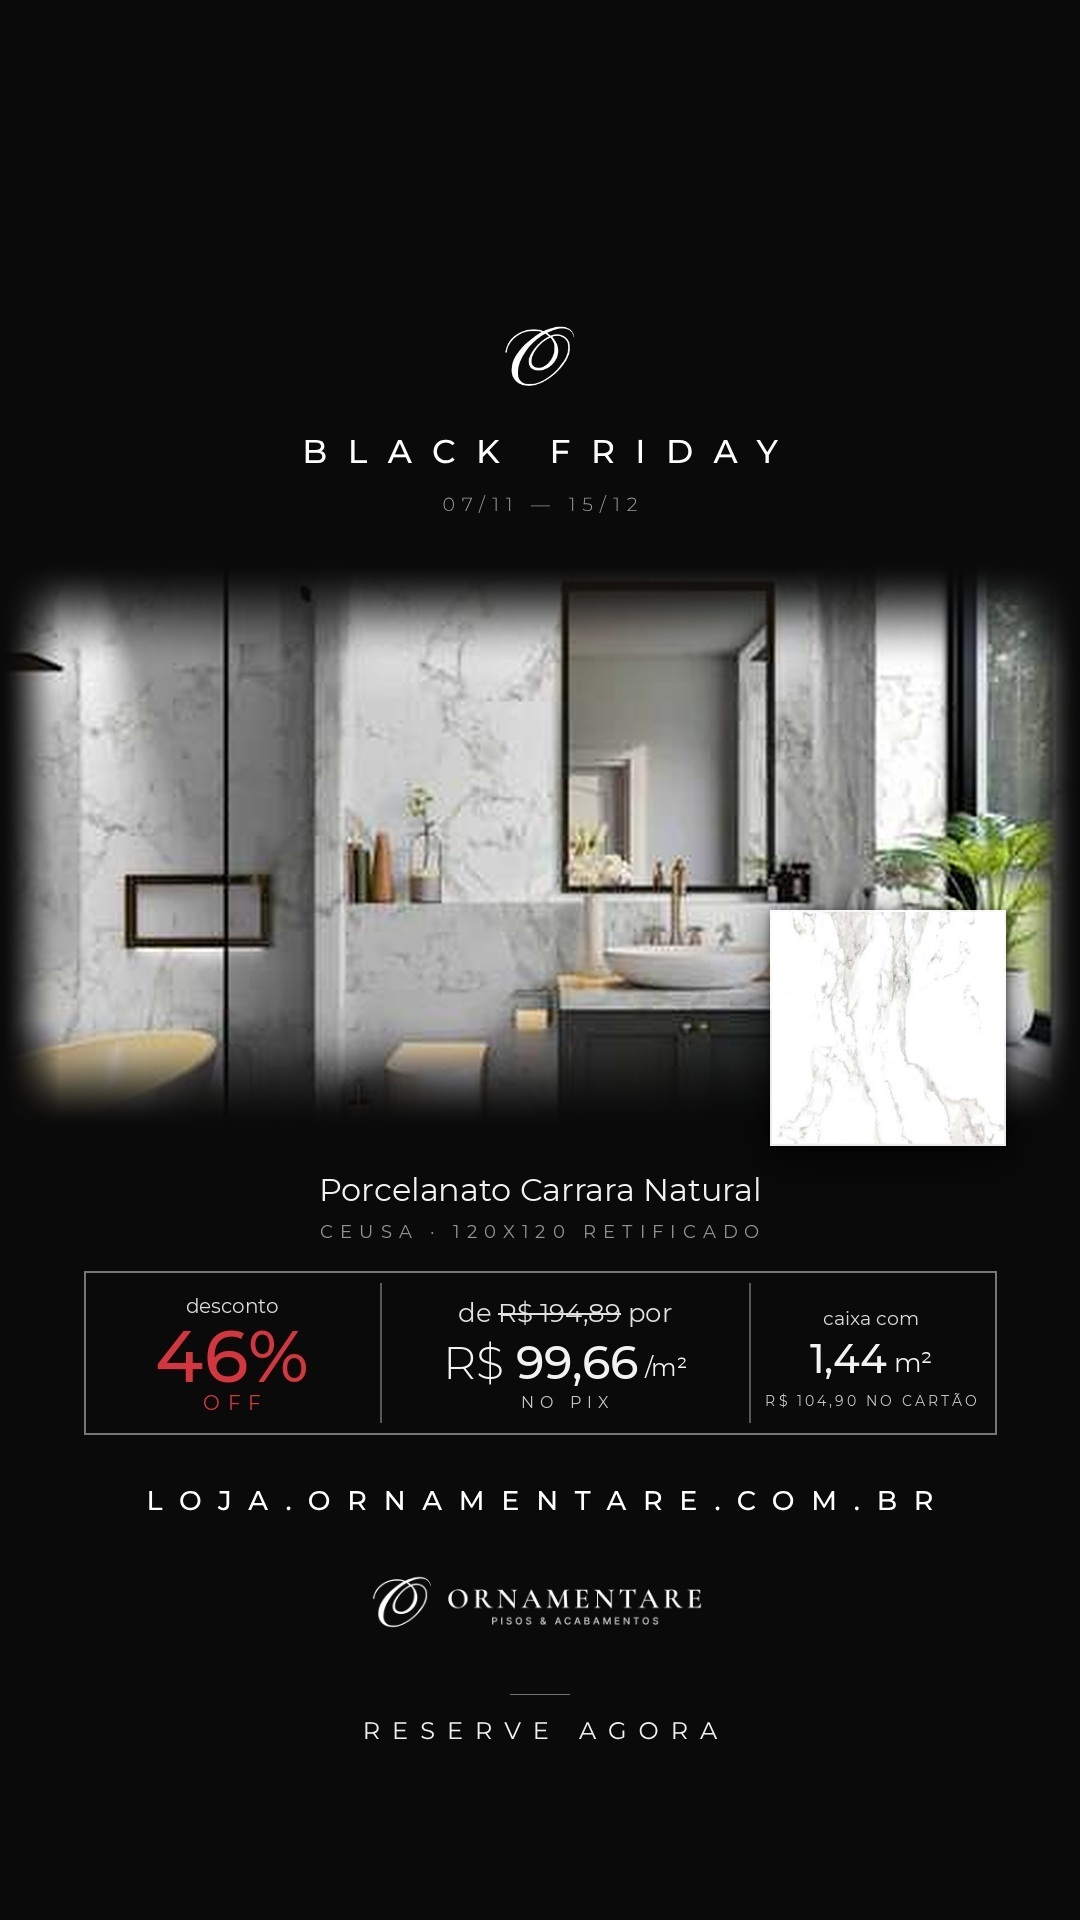 O
BLACK FRIDAY
07/11 — 15/12
Porcelanato Carrara Natural
CEUSA · 120X120 RETIFICADO
desconto
46%
OFF
de R$ 194,89 por
R$ 99,66 /m²
NO PIX
caixa com
1,44 m²
R$ 104,90 NO CARTÃO
LOJA.ORNAMENTARE.COM.BR
O ORNAMENTARE
PISOS & ACABAMENTOS
RESERVE AGORA